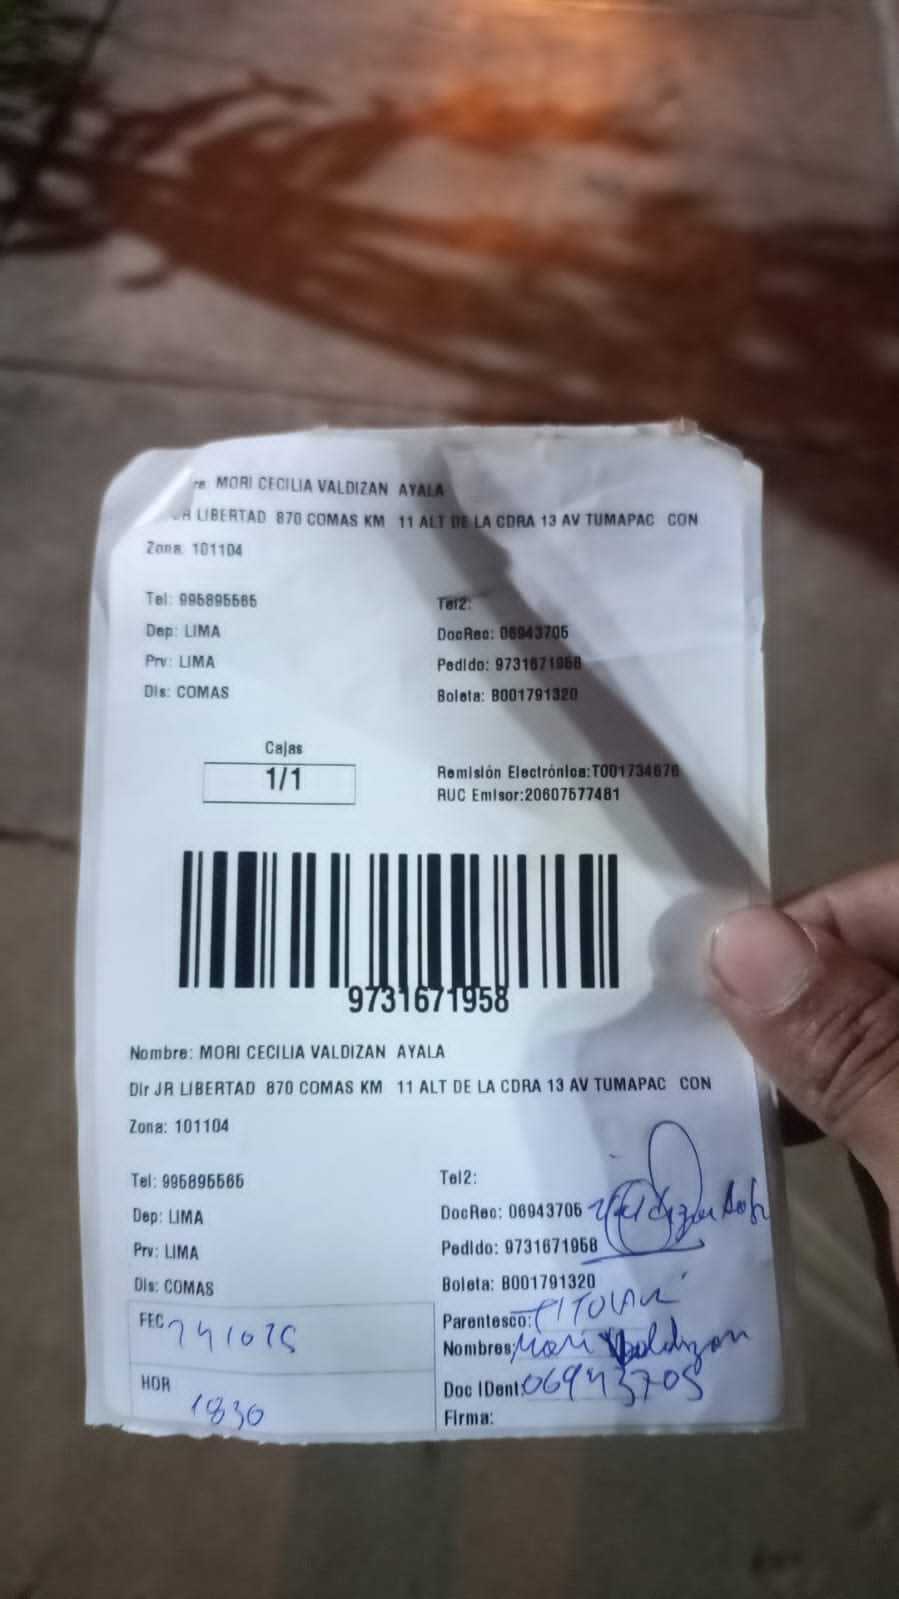 re: MORI CECILIA VALDIZAN AYALA
JR LIBERTAD 870 COMAS KM 11 ALT DE LA CDRA 13 AV TUMAPAC CON
Zona: 101104
Tel: 995895565 Tel2:
Dep: LIMA DocRec: 06943705
Prv: LIMA Pedido: 9731671958
Dis: COMAS Boleta: B001791320
Cajas
1/1
Remisión Electrónica:T001734676
RUC Emisor:20607577481
9731671958
Nombre: MORI CECILIA VALDIZAN AYALA
Dir JR LIBERTAD 870 COMAS KM 11 ALT DE LA CDRA 13 AV TUMAPAC CON
Zona: 101104
Tel: 995895565 Tel2:
Dep: LIMA DocRec: 06943705
Prv: LIMA Pedido: 9731671958
Dis: COMAS Boleta: B001791320
FEC Parentesco:
Nombres: Mori Valdizan
HOR 1830 Doc IDent: 06943705
Firma: